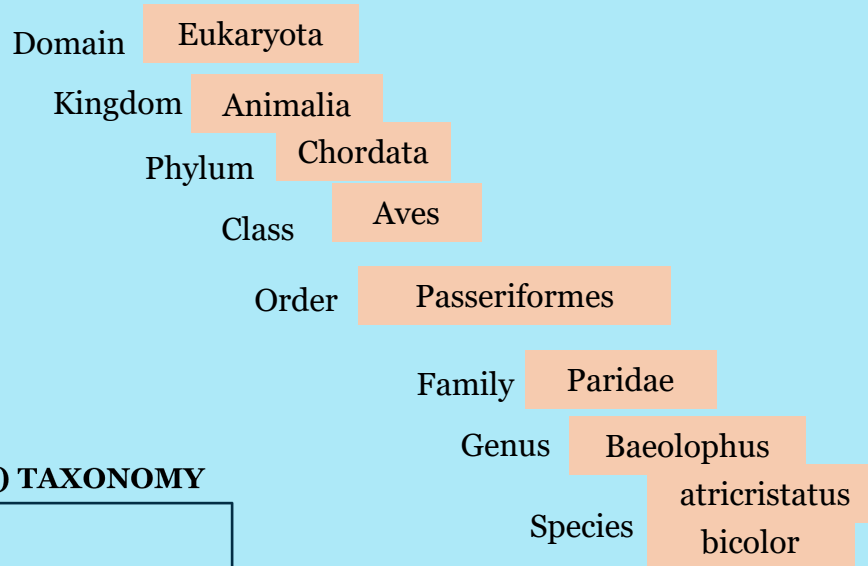 Domain Eukaryota
Kingdom Animalia
Phylum Chordata
Class Aves
Order Passeriformes
Family Paridae
Genus Baeolophus
) TAXONOMY
Species atricristatus
bicolor